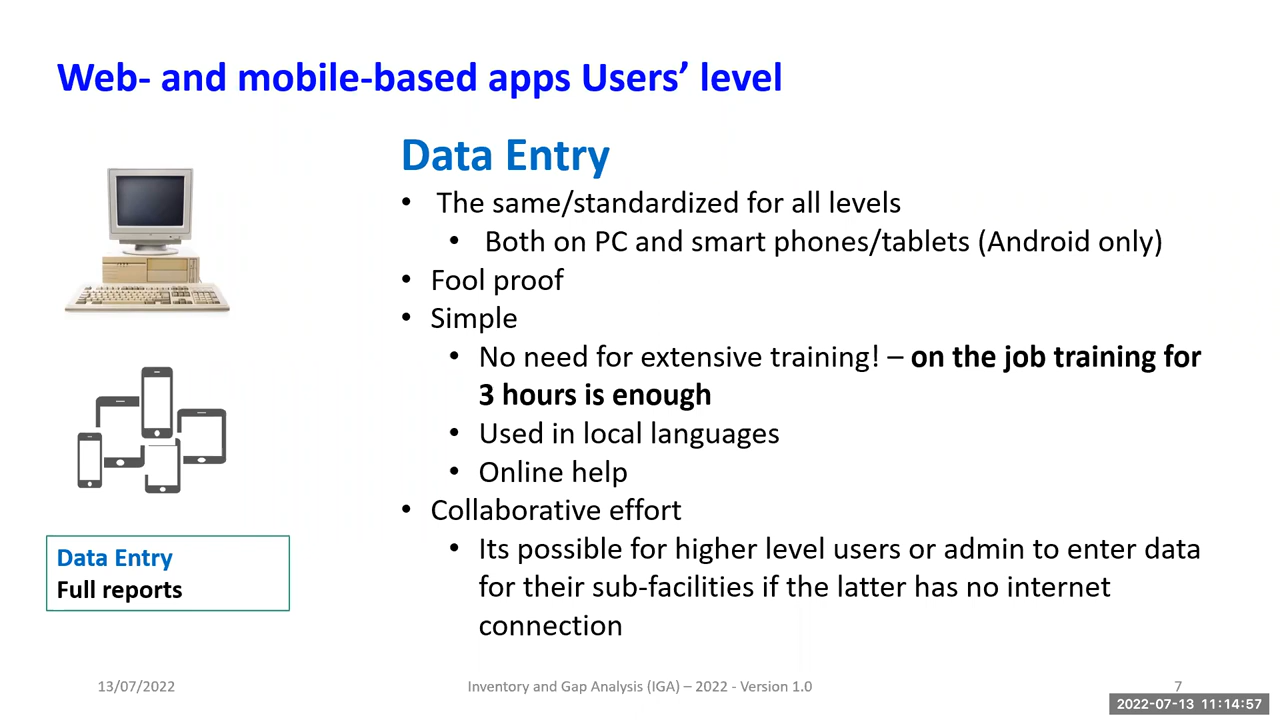 Web- and mobile-based apps Users’ level
Data Entry
• The same/standardized for all levels
• Both on PC and smart phones/tablets (Android only)
• Fool proof
• Simple
• No need for extensive training! – on the job training for
3 hours is enough
• Used in local languages
• Online help
• Collaborative effort
• Its possible for higher level users or admin to enter data
for their sub-facilities if the latter has no internet
connection
Data Entry
Full reports
13/07/2022
Inventory and Gap Analysis (IGA) – 2022 - Version 1.0
7
2022-07-13 11:14:57